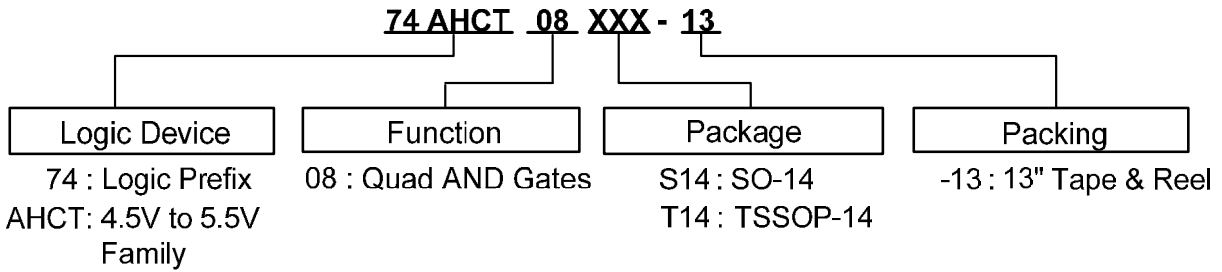 74 AHCT 08 XXX - 13
Logic Device
Function
Package
Packing
74 : Logic Prefix
08 : Quad AND Gates
S14 : SO-14
-13 : 13" Tape & Reel
AHCT: 4.5V to 5.5V
T14 : TSSOP-14
Family